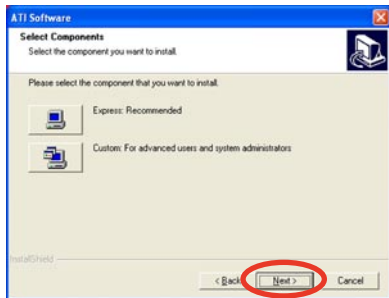 ATI Software
Select Components
Select the component you want to install.
Please select the component that you want to install.
Express: Recommended
Custom: For advanced users and system administrators
InstallShield
< Back
Next >
Cancel